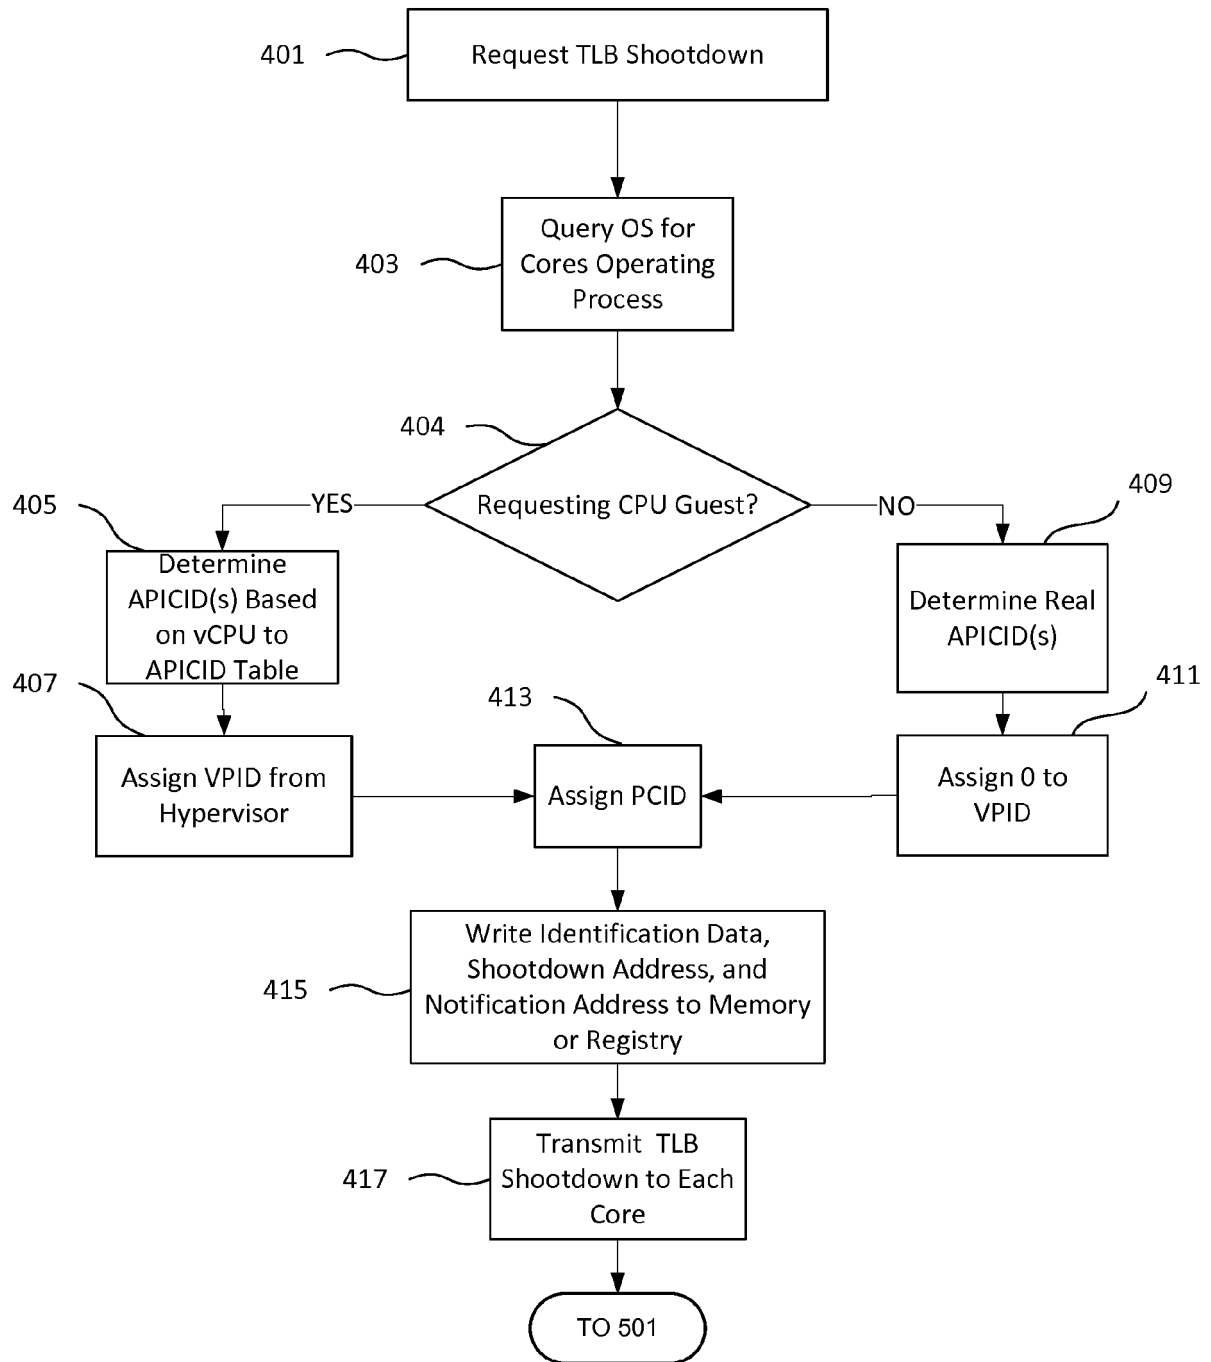 401
Request TLB Shootdown
403
Query OS for
Cores Operating
Process
404
Requesting CPU Guest?
YES
NO
405
Determine
APICID(s) Based
on vCPU to
APICID Table
409
Determine Real
APICID(s)
407
Assign VPID from
Hypervisor
413
Assign PCID
411
Assign 0 to
VPID
415
Write Identification Data,
Shootdown Address, and
Notification Address to Memory
or Registry
417
Transmit TLB
Shootdown to Each
Core
TO 501